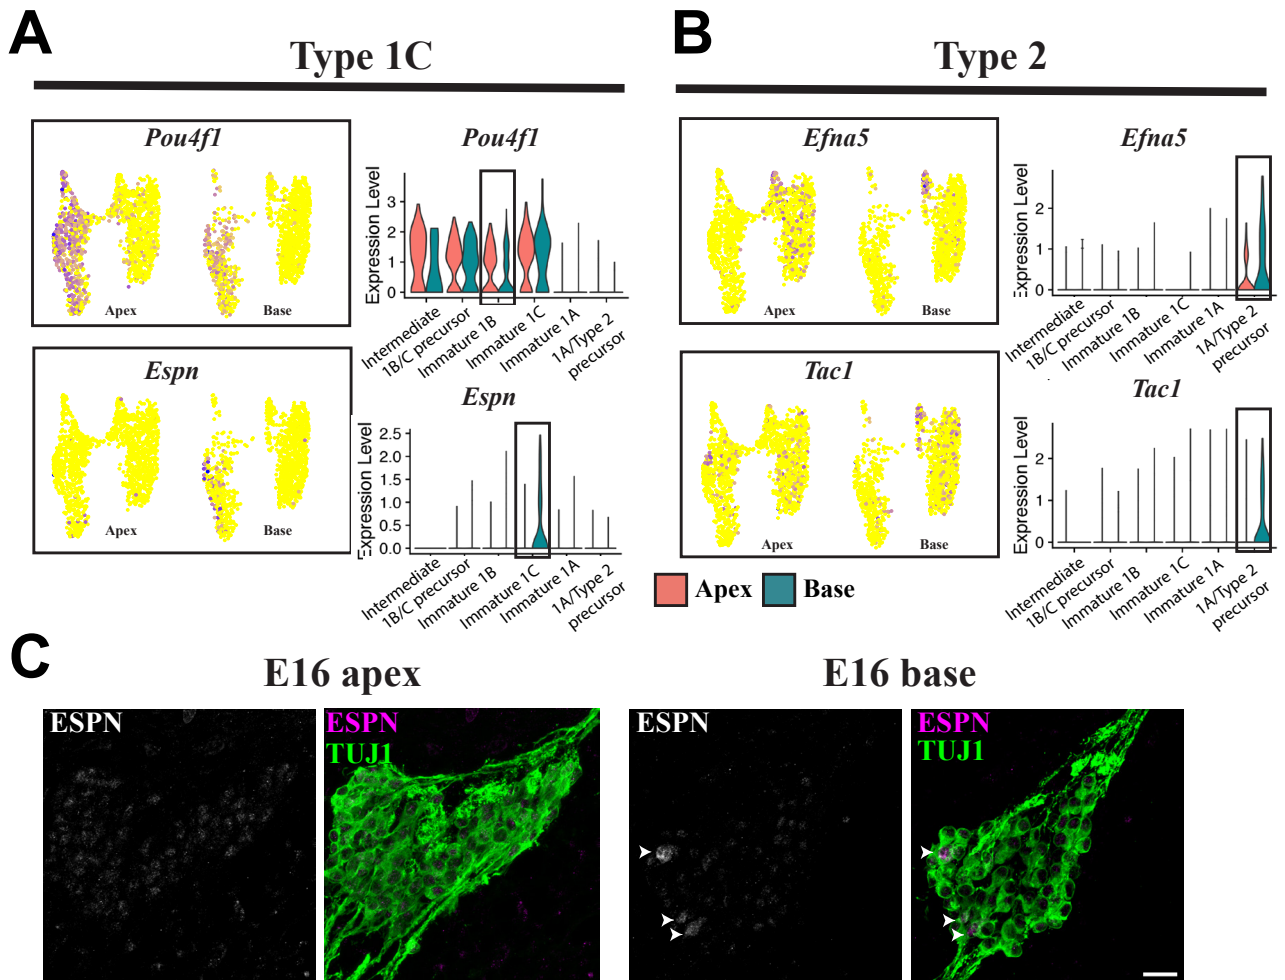 A
Type 1C
Pou4f1
Apex
Base
Pou4f1
Expression Level
3
2
1
0
Intermediate
1B/C precursor
Immature 1B
Immature 1C
Immature 1A
1A/Type 2
precursor
Espn
Apex
Base
Espn
Expression Level
2.5
2.0
1.5
1.0
0.5
0.0
Intermediate
1B/C precursor
Immature 1B
Immature 1C
Immature 1A
1A/Type 2
precursor
B
Type 2
Efna5
Apex
Base
Efna5
Expression Level
2
1
0
Intermediate
1B/C precursor
Immature 1B
Immature 1C
Immature 1A
1A/Type 2
precursor
Tac1
Apex
Base
Tac1
Expression Level
2
1
0
Intermediate
1B/C precursor
Immature 1B
Immature 1C
Immature 1A
1A/Type 2
precursor
Apex
Base
C
E16 apex
E16 base
ESPN
ESPN
TUJ1
ESPN
ESPN
TUJ1